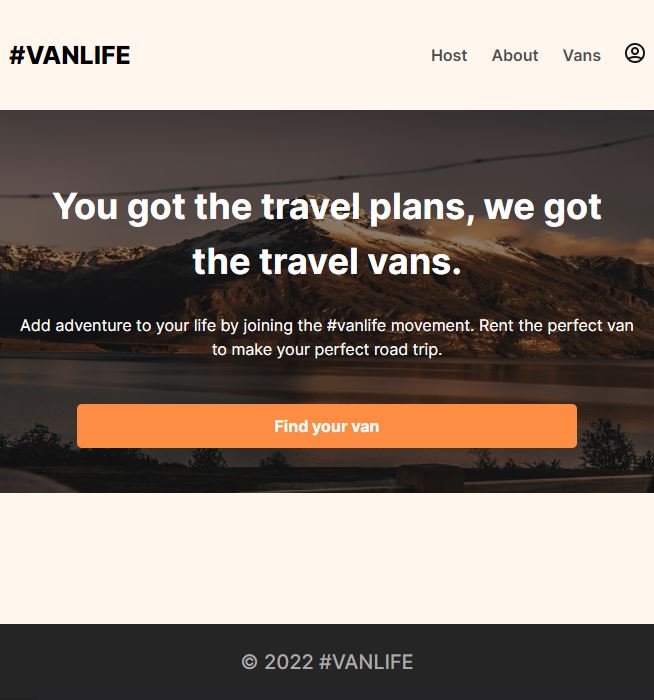 #VANLIFE
Host About Vans
You got the travel plans, we got
the travel vans.
Add adventure to your life by joining the #vanlife movement. Rent the perfect van
to make your perfect road trip.
Find your van
© 2022 #VANLIFE